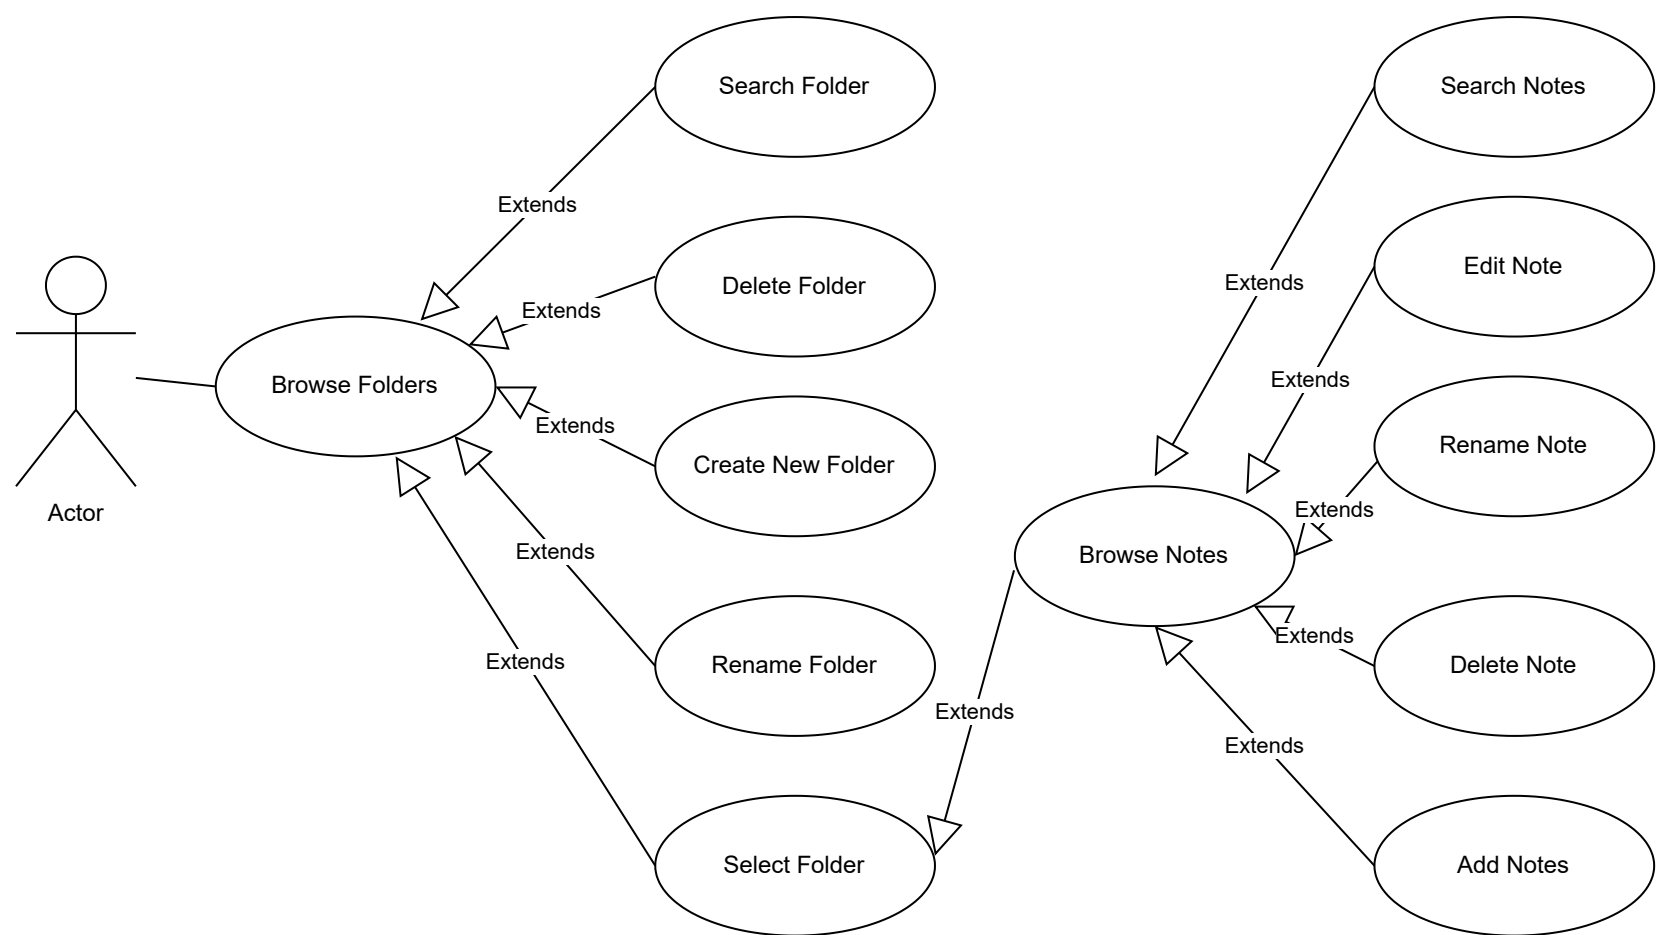 Search Folder
Search Notes
Extends
Edit Note
Extends
Delete Folder
Extends
Extends
Browse Folders
Extends
Rename Note
Extends
Create New Folder
Extends
Actor
Extends
Browse Notes
Extends
Extends
Rename Folder
Delete Note
Extends
Extends
Select Folder
Add Notes